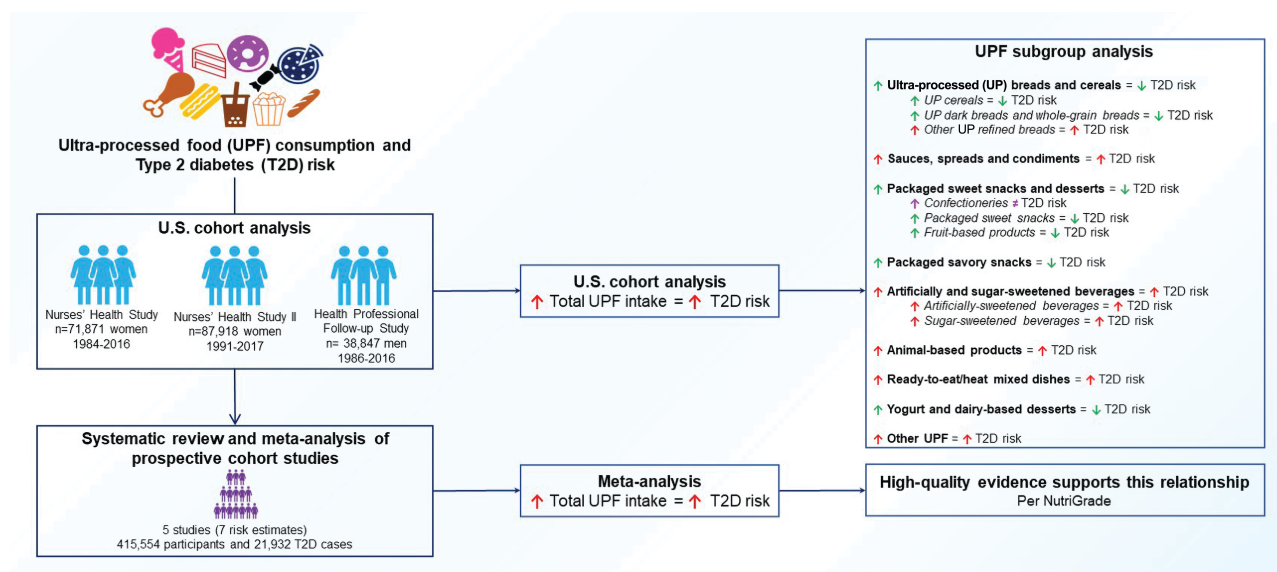 Ultra-processed food (UPF) consumption and
Type 2 diabetes (T2D) risk
U.S. cohort analysis
Nurses' Health Study
n=71,871 women
1984-2016
Nurses' Health Study II
n=87,918 women
1991-2017
Health Professional
Follow-up Study
n= 38,847 men
1986-2016
Systematic review and meta-analysis of
prospective cohort studies
5 studies (7 risk estimates)
415,554 participants and 21,932 T2D cases
U.S. cohort analysis
↑ Total UPF intake = ↑ T2D risk
Meta-analysis
↑ Total UPF intake = ↑ T2D risk
UPF subgroup analysis
↑ Ultra-processed (UP) breads and cereals = ↓ T2D risk
↑ UP cereals = ↓ T2D risk
↑ UP dark breads and whole-grain breads = ↓ T2D risk
↑ Other UP refined breads = ↑ T2D risk
↑ Sauces, spreads and condiments = ↑ T2D risk
↑ Packaged sweet snacks and desserts = ↓ T2D risk
↑ Confectioneries ≠ T2D risk
↑ Packaged sweet snacks = ↓ T2D risk
↑ Fruit-based products = ↓ T2D risk
↑ Packaged savory snacks = ↓ T2D risk
↑ Artificially and sugar-sweetened beverages = ↑ T2D risk
↑ Artificially-sweetened beverages = ↑ T2D risk
↑ Sugar-sweetened beverages = ↑ T2D risk
↑ Animal-based products = ↑ T2D risk
↑ Ready-to-eat/heat mixed dishes = ↑ T2D risk
↑ Yogurt and dairy-based desserts = ↓ T2D risk
↑ Other UPF = ↑ T2D risk
High-quality evidence supports this relationship
Per NutriGrade